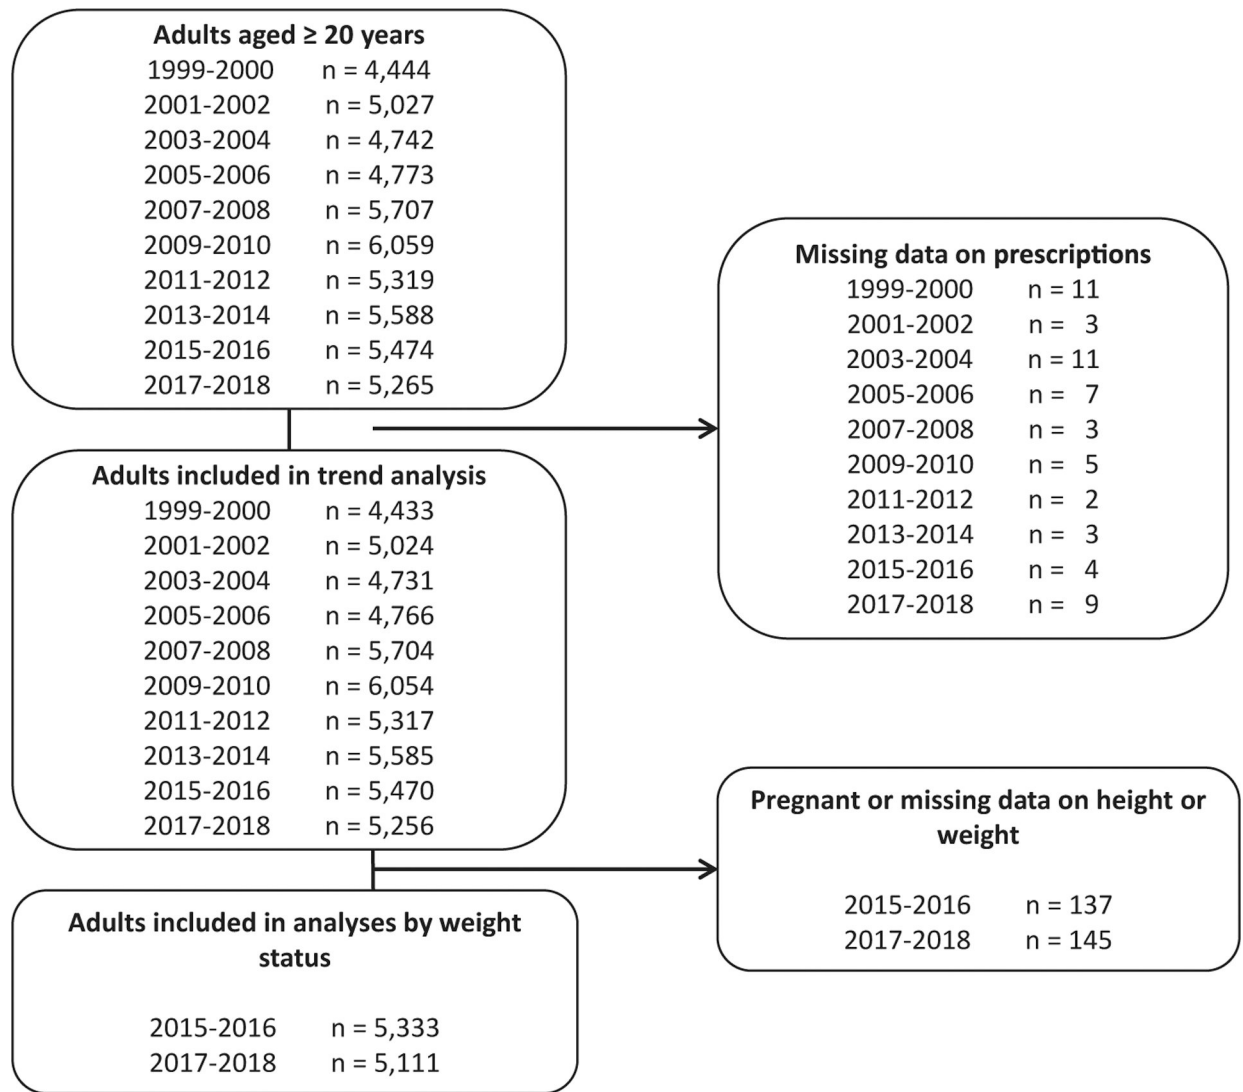 Adults aged ≥ 20 years
1999-2000 n = 4,444
2001-2002 n = 5,027
2003-2004 n = 4,742
2005-2006 n = 4,773
2007-2008 n = 5,707
2009-2010 n = 6,059
2011-2012 n = 5,319
2013-2014 n = 5,588
2015-2016 n = 5,474
2017-2018 n = 5,265
Missing data on prescriptions
1999-2000 n = 11
2001-2002 n = 3
2003-2004 n = 11
2005-2006 n = 7
2007-2008 n = 3
2009-2010 n = 5
2011-2012 n = 2
2013-2014 n = 3
2015-2016 n = 4
2017-2018 n = 9
Adults included in trend analysis
1999-2000 n = 4,433
2001-2002 n = 5,024
2003-2004 n = 4,731
2005-2006 n = 4,766
2007-2008 n = 5,704
2009-2010 n = 6,054
2011-2012 n = 5,317
2013-2014 n = 5,585
2015-2016 n = 5,470
2017-2018 n = 5,256
Pregnant or missing data on height or
weight
2015-2016 n = 137
2017-2018 n = 145
Adults included in analyses by weight
status
2015-2016 n = 5,333
2017-2018 n = 5,111